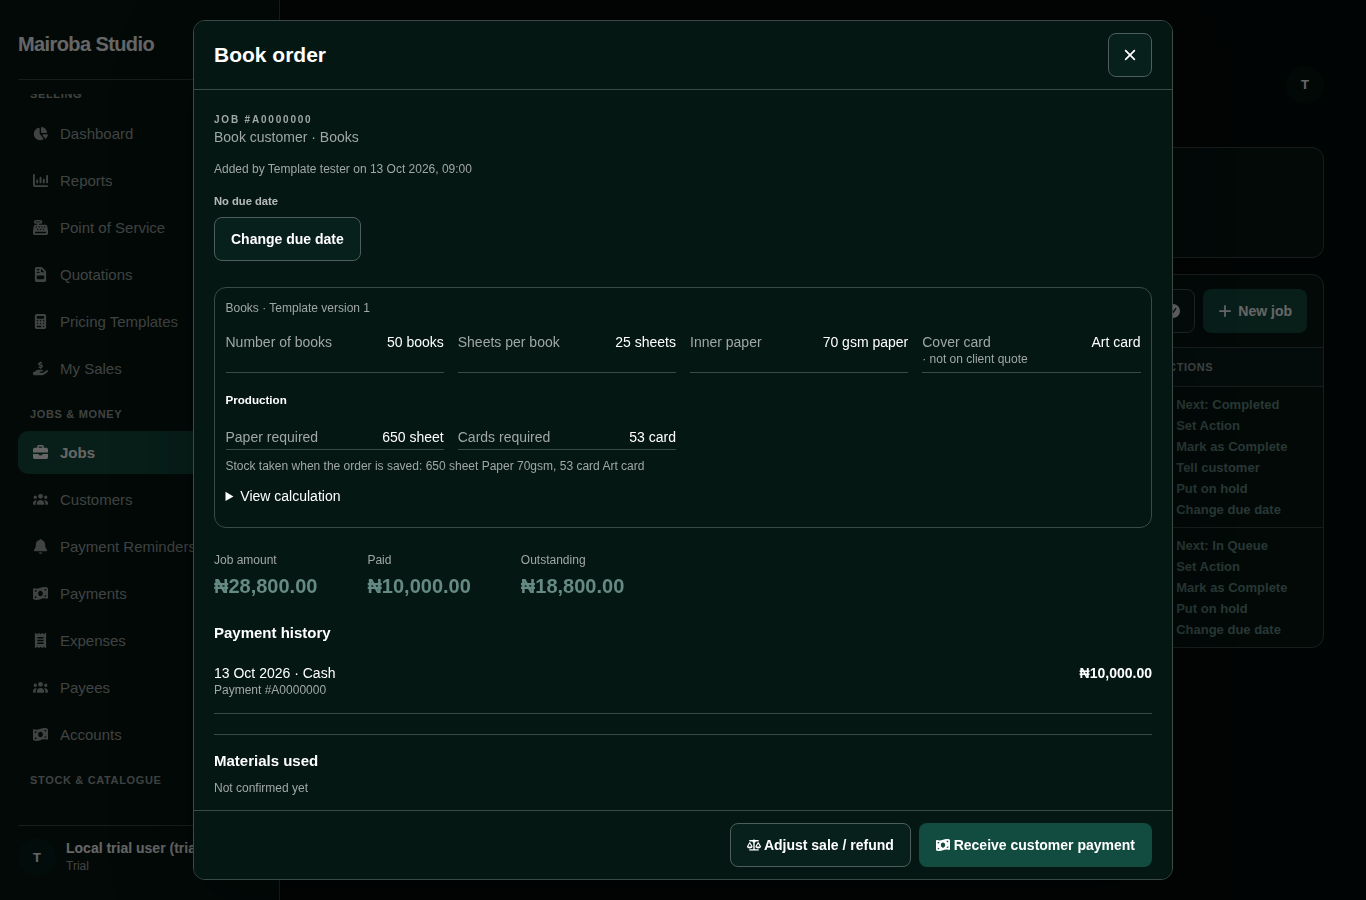 Mairoba Studio
SELLING
Dashboard
Reports
Point of Service
Quotations
Pricing Templates
My Sales
JOBS & MONEY
Jobs
Customers
Payment Reminders
Payments
Expenses
Payees
Accounts
STOCK & CATALOGUE
T
Local trial user (tria
Trial
T
New job
CTIONS
Next: Completed
Set Action
Mark as Complete
Tell customer
Put on hold
Change due date
Next: In Queue
Set Action
Mark as Complete
Put on hold
Change due date
Book order
JOB #A0000000
Book customer · Books
Added by Template tester on 13 Oct 2026, 09:00
No due date
Change due date
Books · Template version 1
Number of books 50 books
Sheets per book 25 sheets
Inner paper 70 gsm paper
Cover card Art card
· not on client quote
Production
Paper required 650 sheet
Cards required 53 card
Stock taken when the order is saved: 650 sheet Paper 70gsm, 53 card Art card
View calculation
Job amount
₦28,800.00
Paid
₦10,000.00
Outstanding
₦18,800.00
Payment history
13 Oct 2026 · Cash ₦10,000.00
Payment #A0000000
Materials used
Not confirmed yet
Adjust sale / refund
Receive customer payment